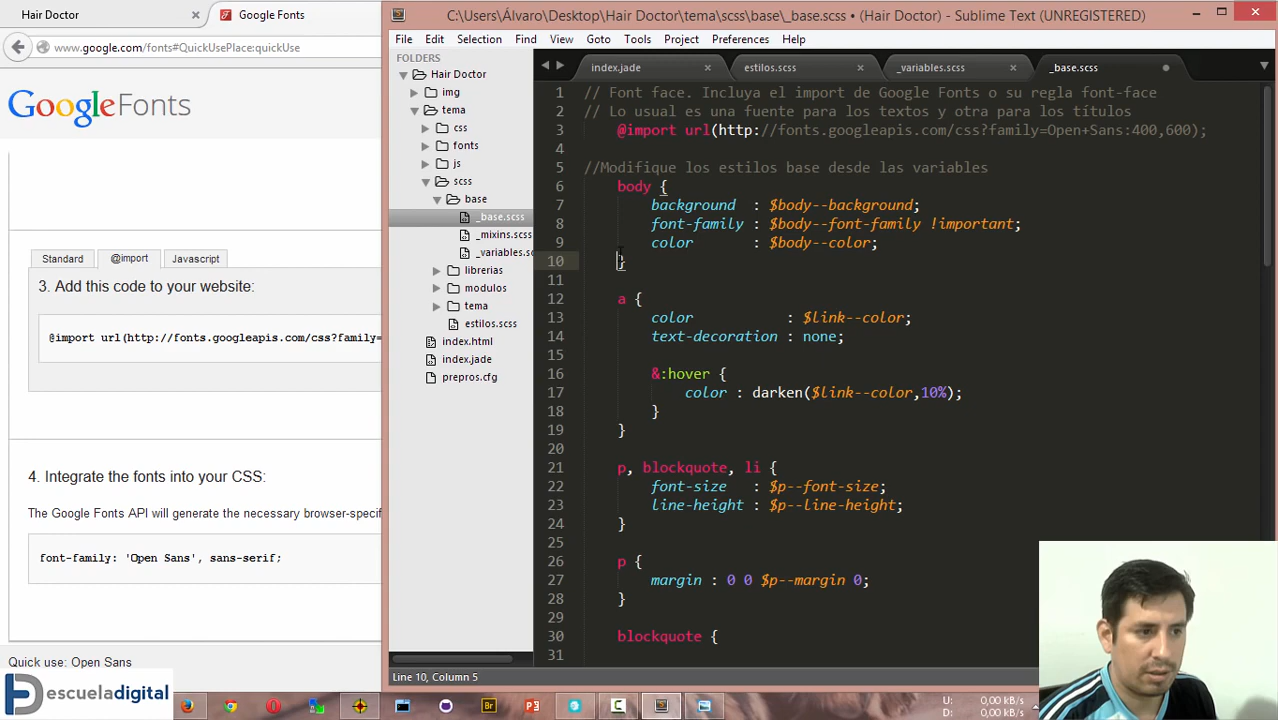 Hair Doctor
Google Fonts
www.google.com/fonts#QuickUsePlace:quickUse
Google Fonts
Standard
@import
Javascript
3. Add this code to your website:
@import url(http://fonts.googleapis.com/css?family=
4. Integrate the fonts into your CSS:
The Google Fonts API will generate the necessary browser-specif
font-family: 'Open Sans', sans-serif;
Quick use: Open Sans
escueladigital
C:\Users\Álvaro\Desktop\Hair Doctor\tema\scss\base\_base.scss • (Hair Doctor) - Sublime Text (UNREGISTERED)
File Edit Selection Find View Goto Tools Project Preferences Help
FOLDERS
Hair Doctor
img
tema
css
fonts
js
scss
base
_base.scss
_mixins.scss
_variables.sc
librerias
modulos
tema
estilos.scss
index.html
index.jade
prepros.cfg
index.jade
estilos.scss
_variables.scss
_base.scss
1 // Font face. Incluya el import de Google Fonts o su regla font-face
2 // Lo usual es una fuente para los textos y otra para los títulos
3 @import url(http://fonts.googleapis.com/css?family=Open+Sans:400,600);
4
5 //Modifique los estilos base desde las variables
6 body {
7 background : $body--background;
8 font-family : $body--font-family !important;
9 color : $body--color;
10 }
11
12 a {
13 color : $link--color;
14 text-decoration : none;
15
16 &:hover {
17 color : darken($link--color,10%);
18 }
19 }
20
21 p, blockquote, li {
22 font-size : $p--font-size;
23 line-height : $p--line-height;
24 }
25
26 p {
27 margin : 0 0 $p--margin 0;
28 }
29
30 blockquote {
31
Line 10, Column 5
U: 0,00 kB/s
D: 0,00 kB/s